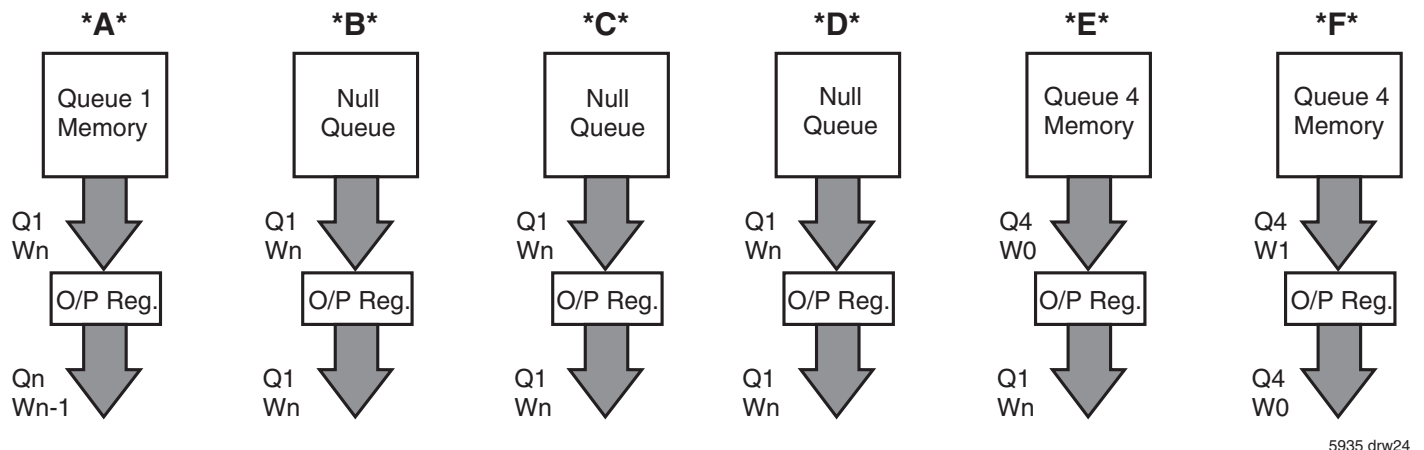 *A*
Queue 1
Memory
Q1
Wn
O/P Reg.
Qn
Wn-1
*B*
Null
Queue
Q1
Wn
O/P Reg.
Q1
Wn
*C*
Null
Queue
Q1
Wn
O/P Reg.
Q1
Wn
*D*
Null
Queue
Q1
Wn
O/P Reg.
Q1
Wn
*E*
Queue 4
Memory
Q4
W0
O/P Reg.
Q1
Wn
*F*
Queue 4
Memory
Q4
W1
O/P Reg.
Q4
W0
5935 drw24